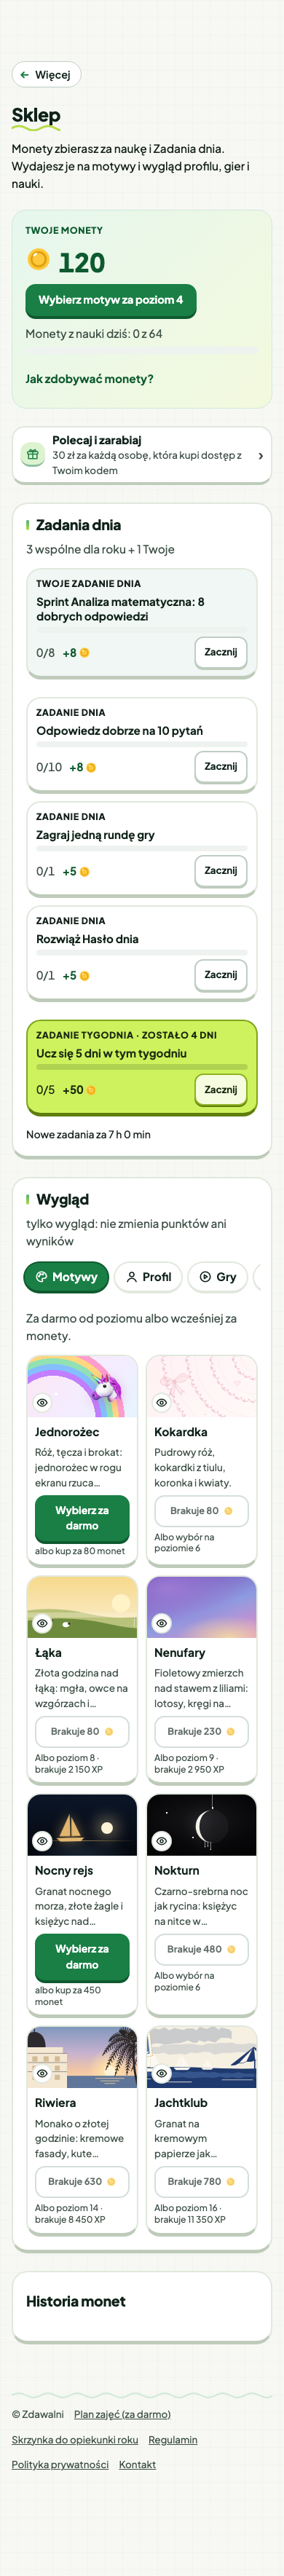 Więcej
Sklep
Monety zbierasz za naukę i Zadania dnia.
Wydajesz je na motywy i wygląd profilu, gier i
nauki.
TWOJE MONETY
120
Wybierz motyw za poziom 4
Monety z nauki dziś: 0 z 64
Jak zdobywać monety?
Polecaj i zarabiaj
30 zł za każdą osobę, która kupi dostęp z
Twoim kodem
Zadania dnia
3 wspólne dla roku + 1 Twoje
TWOJE ZADANIE DNIA
Sprint Analiza matematyczna: 8
dobrych odpowiedzi
0/8 +8
Zacznij
ZADANIE DNIA
Odpowiedz dobrze na 10 pytań
0/10 +8
Zacznij
ZADANIE DNIA
Zagraj jedną rundę gry
0/1 +5
Zacznij
ZADANIE DNIA
Rozwiąż Hasło dnia
0/1 +5
Zacznij
ZADANIE TYGODNIA · ZOSTAŁO 4 DNI
Ucz się 5 dni w tym tygodniu
0/5 +50
Zacznij
Nowe zadania za 7 h 0 min
Wygląd
tylko wygląd: nie zmienia punktów ani
wyników
Motywy Profil Gry
Za darmo od poziomu albo wcześniej za
monety.
Jednorożec
Róż, tęcza i brokat:
jednorożec w rogu
ekranu rzuca…
Wybierz za
darmo
albo kup za 80 monet
Kokardka
Pudrowy róż,
kokardki z tiulu,
koronka i kwiaty.
Brakuje 80
Albo wybór na
poziomie 6
Łąka
Złota godzina nad
łąką: mgła, owce na
wzgórzach i…
Brakuje 80
Albo poziom 8 ·
brakuje 2 150 XP
Nenufary
Fioletowy zmierzch
nad stawem z liliami:
lotosy, kręgi na…
Brakuje 230
Albo poziom 9 ·
brakuje 2 950 XP
Nocny rejs
Granat nocnego
morza, złote żagle i
księżyc nad…
Wybierz za
darmo
albo kup za 450
monet
Nokturn
Czarno-srebrna noc
jak rycina: księżyc
na nitce w…
Brakuje 480
Albo wybór na
poziomie 6
Riwiera
Monako o złotej
godzinie: kremowe
fasady, kute…
Brakuje 630
Albo poziom 14 ·
brakuje 8 450 XP
Jachtklub
Granat na
kremowym
papierze jak…
Brakuje 780
Albo poziom 16 ·
brakuje 11 350 XP
Historia monet
© Zdawalni Plan zajęć (za darmo)
Skrzynka do opiekunki roku Regulamin
Polityka prywatności Kontakt